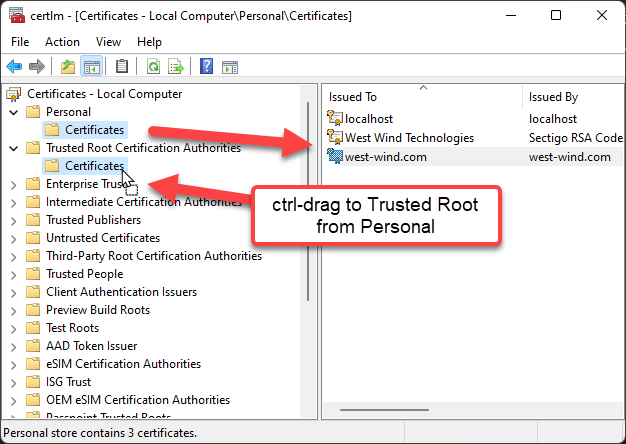 certlm - [Certificates - Local Computer\Personal\Certificates]
File Action View Help
Certificates - Local Computer
Personal
Certificates
Trusted Root Certification Authorities
Certificates
Enterprise Trust
Intermediate Certification Authorities
Trusted Publishers
Untrusted Certificates
Third-Party Root Certification Authorities
Trusted People
Client Authentication Issuers
Preview Build Roots
Test Roots
AAD Token Issuer
eSIM Certification Authorities
ISG Trust
OEM eSIM Certification Authorities
Passpoint Trusted Roots
Issued To Issued By
localhost localhost
West Wind Technologies Sectigo RSA Code
west-wind.com west-wind.com
ctrl-drag to Trusted Root
from Personal
Personal store contains 3 certificates.